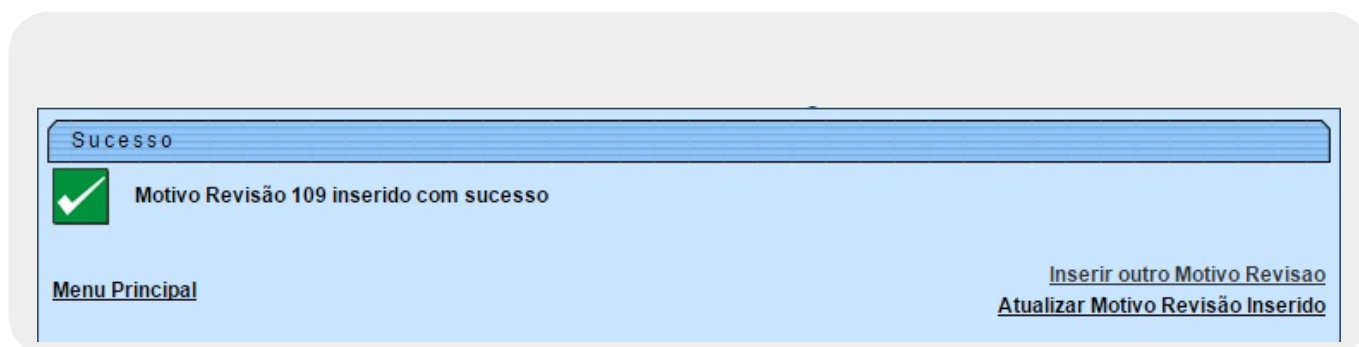 Sucesso
Motivo Revisão 109 inserido com sucesso
Inserir outro Motivo Revisao
Menu Principal
Atualizar Motivo Revisão Inserido